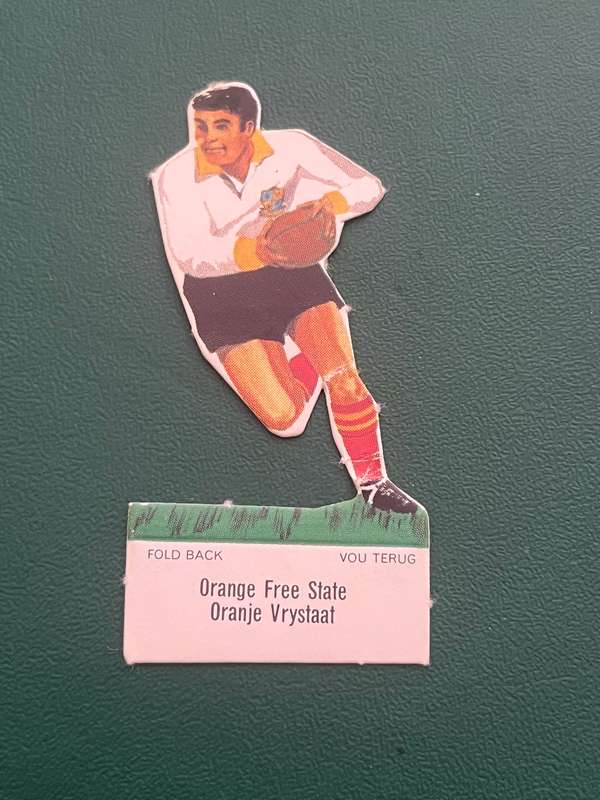 FOLD BACK VOU TERUG
Orange Free State
Oranje Vrystaat